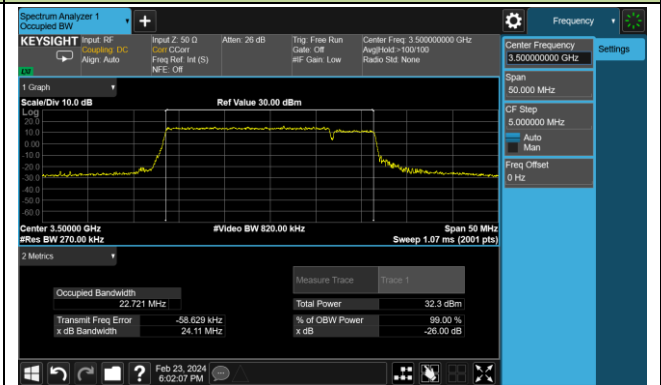 Spectrum Analyzer 1
Occupied BW
Frequency
KEYSIGHT
Input: RF
Coupling: DC
Align: Auto
Input Z: 50 Ω
Corr CCorr
Freq Ref: Int (S)
NFE: Off
Atten: 26 dB
Trig: Free Run
Gate: Off
#IF Gain: Low
Center Freq: 3.500000000 GHz
Avg|Hold:>100/100
Radio Std: None
Center Frequency
3.500000000 GHz
Settings
Span
50.000 MHz
CF Step
5.000000 MHz
Auto
Man
Freq Offset
0 Hz
1 Graph
Scale/Div 10.0 dB
Ref Value 30.00 dBm
Log
20.0
10.0
0.00
-10.0
-20.0
-30.0
-40.0
-50.0
-60.0
Center 3.50000 GHz
#Video BW 820.00 kHz
Span 50 MHz
#Res BW 270.00 kHz
Sweep 1.07 ms (2001 pts)
2 Metrics
Measure Trace
Trace 1
Occupied Bandwidth
22.721 MHz
Total Power
32.3 dBm
Transmit Freq Error
-58.629 kHz
% of OBW Power
99.00 %
x dB Bandwidth
24.11 MHz
x dB
-26.00 dB
?
Feb 23, 2024
6:02:07 PM